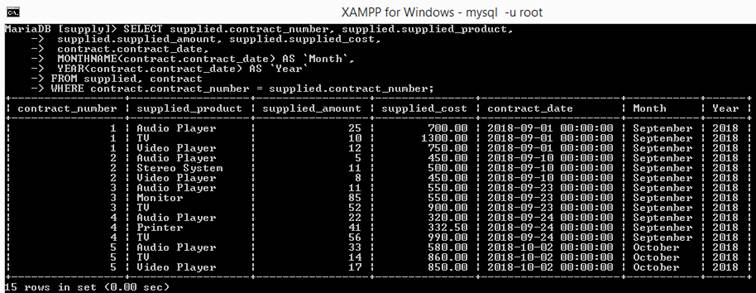 XAMPP for Windows - mysql -u root
MariaDB [supply]> SELECT supplied.contract_number, supplied.supplied_product,
-> supplied.supplied_amount, supplied.supplied_cost,
-> contract.contract_date,
-> MONTHNAME(contract.contract_date) AS `Month`,
-> YEAR(contract.contract_date) AS `Year`
-> FROM supplied, contract
-> WHERE contract.contract_number = supplied.contract_number;
| contract_number | supplied_product | supplied_amount | supplied_cost | contract_date | Month | Year |
| 1 | Audio Player | 25 | 700.00 | 2018-09-01 00:00:00 | September | 2018 |
| 1 | TV | 10 | 1300.00 | 2018-09-01 00:00:00 | September | 2018 |
| 1 | Video Player | 12 | 750.00 | 2018-09-01 00:00:00 | September | 2018 |
| 2 | Audio Player | 5 | 450.00 | 2018-09-10 00:00:00 | September | 2018 |
| 2 | Stereo System | 11 | 500.00 | 2018-09-10 00:00:00 | September | 2018 |
| 2 | Video Player | 8 | 450.00 | 2018-09-10 00:00:00 | September | 2018 |
| 3 | Audio Player | 11 | 550.00 | 2018-09-23 00:00:00 | September | 2018 |
| 3 | Monitor | 85 | 550.00 | 2018-09-23 00:00:00 | September | 2018 |
| 3 | TV | 52 | 900.00 | 2018-09-23 00:00:00 | September | 2018 |
| 4 | Audio Player | 22 | 320.00 | 2018-09-24 00:00:00 | September | 2018 |
| 4 | Printer | 41 | 332.50 | 2018-09-24 00:00:00 | September | 2018 |
| 4 | TV | 56 | 990.00 | 2018-09-24 00:00:00 | September | 2018 |
| 5 | Audio Player | 33 | 580.00 | 2018-10-02 00:00:00 | October | 2018 |
| 5 | TV | 14 | 860.00 | 2018-10-02 00:00:00 | October | 2018 |
| 5 | Video Player | 17 | 850.00 | 2018-10-02 00:00:00 | October | 2018 |
15 rows in set (0.00 sec)